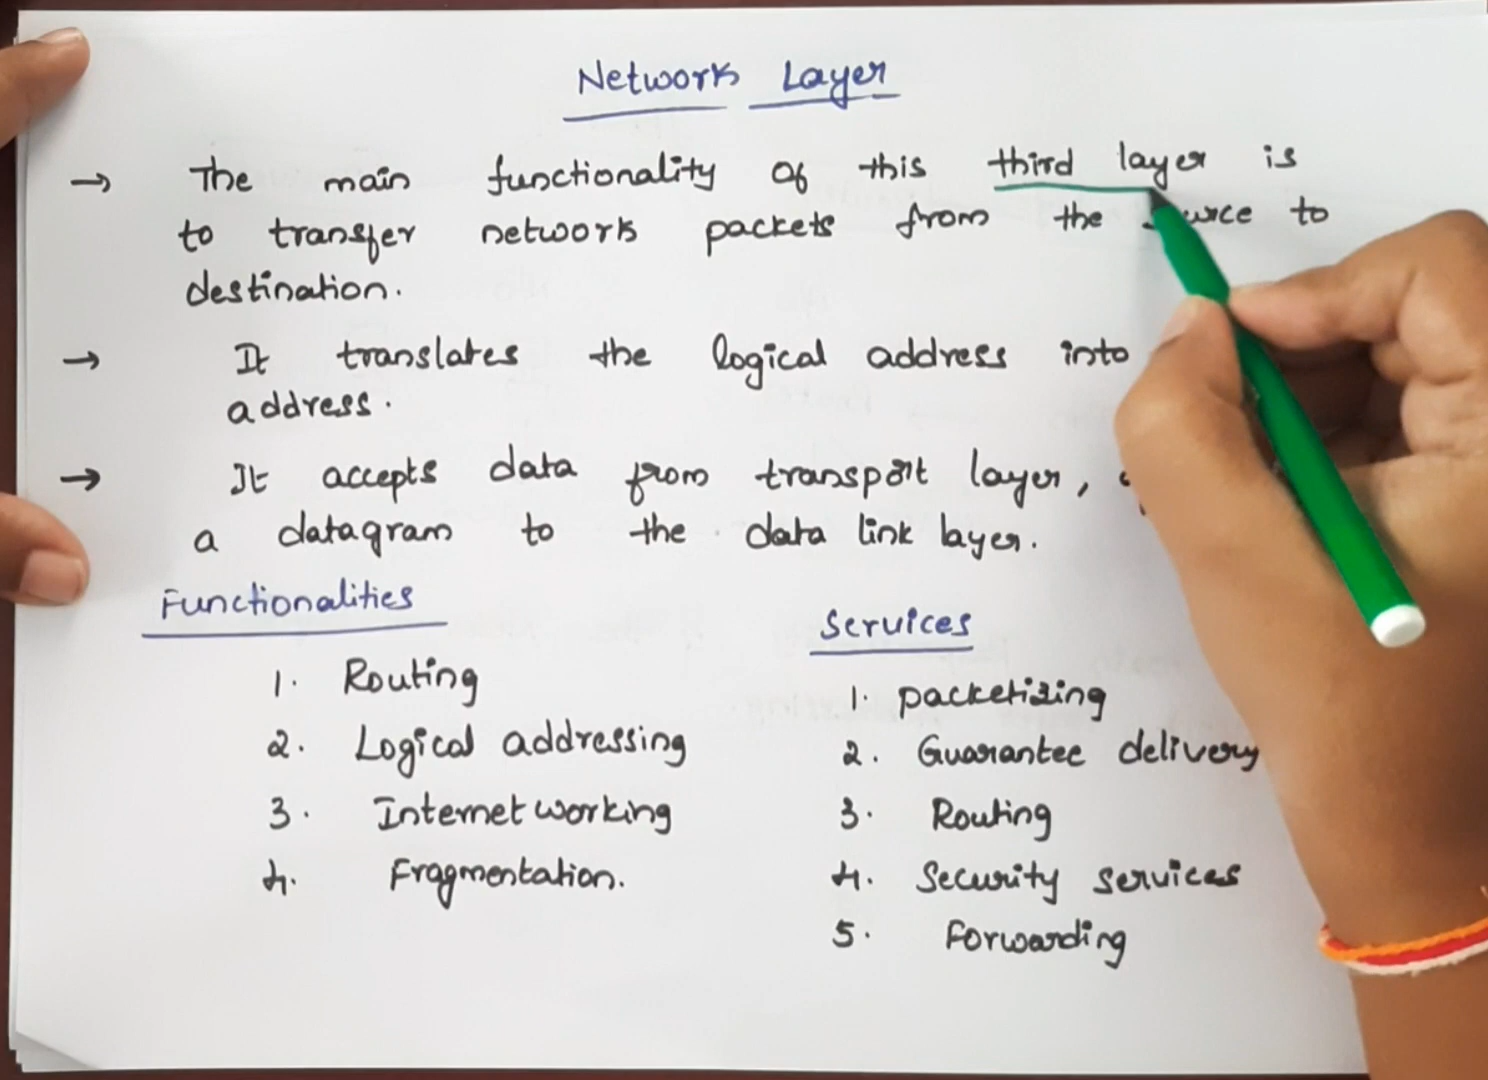 Network Layer
→ The main functionality of this third layer is
to transfer network packets from the to
destination.
→ It translates the logical address into
address.
→ It accepts data from transport layer,
a datagram to the data link layer.
Functionalities
1. Routing
2. Logical addressing
3. Internetworking
4. Fragmentation.
Services
1. packetizing
2. Guarantee delivery
3. Routing
4. Security services
5. Forwarding